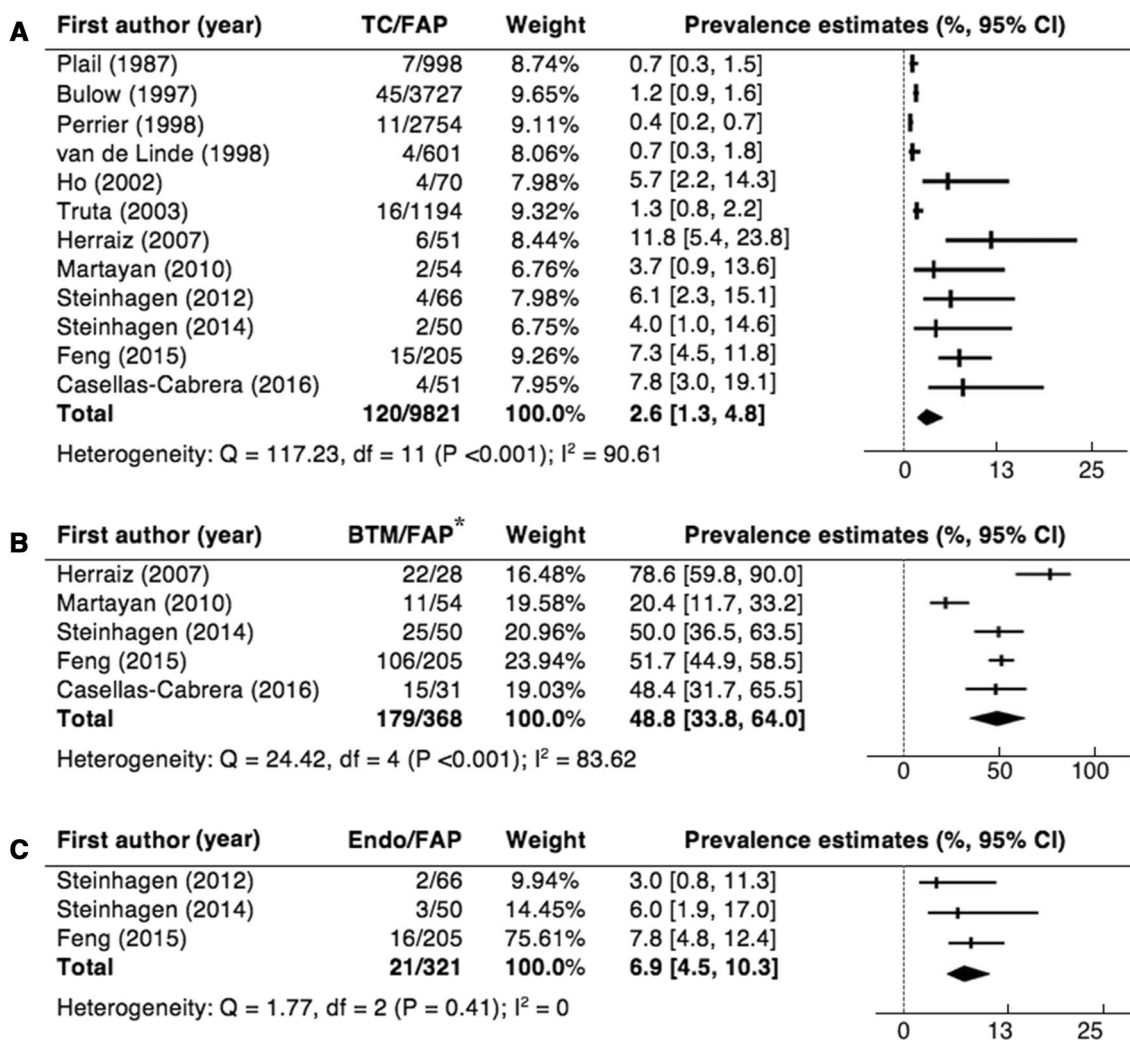 A First author (year) TC/FAP Weight Prevalence estimates (%, 95% CI)
Plail (1987) 7/998 8.74% 0.7 [0.3, 1.5]
Bulow (1997) 45/3727 9.65% 1.2 [0.9, 1.6]
Perrier (1998) 11/2754 9.11% 0.4 [0.2, 0.7]
van de Linde (1998) 4/601 8.06% 0.7 [0.3, 1.8]
Ho (2002) 4/70 7.98% 5.7 [2.2, 14.3]
Truta (2003) 16/1194 9.32% 1.3 [0.8, 2.2]
Herraiz (2007) 6/51 8.44% 11.8 [5.4, 23.8]
Martayan (2010) 2/54 6.76% 3.7 [0.9, 13.6]
Steinhagen (2012) 4/66 7.98% 6.1 [2.3, 15.1]
Steinhagen (2014) 2/50 6.75% 4.0 [1.0, 14.6]
Feng (2015) 15/205 9.26% 7.3 [4.5, 11.8]
Casellas-Cabrera (2016) 4/51 7.95% 7.8 [3.0, 19.1]
Total 120/9821 100.0% 2.6 [1.3, 4.8]
Heterogeneity: Q = 117.23, df = 11 (P <0.001); I² = 90.61
0 13 25
B First author (year) BTM/FAP* Weight Prevalence estimates (%, 95% CI)
Herraiz (2007) 22/28 16.48% 78.6 [59.8, 90.0]
Martayan (2010) 11/54 19.58% 20.4 [11.7, 33.2]
Steinhagen (2014) 25/50 20.96% 50.0 [36.5, 63.5]
Feng (2015) 106/205 23.94% 51.7 [44.9, 58.5]
Casellas-Cabrera (2016) 15/31 19.03% 48.4 [31.7, 65.5]
Total 179/368 100.0% 48.8 [33.8, 64.0]
Heterogeneity: Q = 24.42, df = 4 (P <0.001); I² = 83.62
0 50 100
C First author (year) Endo/FAP Weight Prevalence estimates (%, 95% CI)
Steinhagen (2012) 2/66 9.94% 3.0 [0.8, 11.3]
Steinhagen (2014) 3/50 14.45% 6.0 [1.9, 17.0]
Feng (2015) 16/205 75.61% 7.8 [4.8, 12.4]
Total 21/321 100.0% 6.9 [4.5, 10.3]
Heterogeneity: Q = 1.77, df = 2 (P = 0.41); I² = 0
0 13 25